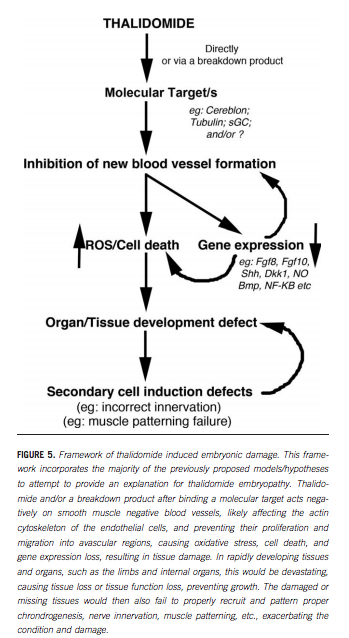 THALIDOMIDE
Directly
or via a breakdown product
Molecular Target/s
eg: Cereblon;
Tubulin; sGC;
and/or ?
Inhibition of new blood vessel formation
ROS/Cell death Gene expression
eg: Fgf8, Fgf10,
Shh, Dkk1, NO
Bmp, NF-KB etc
Organ/Tissue development defect
Secondary cell induction defects
(eg: incorrect innervation)
(eg: muscle patterning failure)
FIGURE 5. Framework of thalidomide induced embryonic damage. This frame-
work incorporates the majority of the previously proposed models/hypotheses
to attempt to provide an explanation for thalidomide embryopathy. Thalido-
mide and/or a breakdown product after binding a molecular target acts nega-
tively on smooth muscle negative blood vessels, likely affecting the actin
cytoskeleton of the endothelial cells, and preventing their proliferation and
migration into avascular regions, causing oxidative stress, cell death, and
gene expression loss, resulting in tissue damage. In rapidly developing tissues
and organs, such as the limbs and internal organs, this would be devastating,
causing tissue loss or tissue function loss, preventing growth. The damaged or
missing tissues would then also fail to properly recruit and pattern proper
chrondrogenesis, nerve innervation, muscle patterning, etc., exacerbating the
condition and damage.